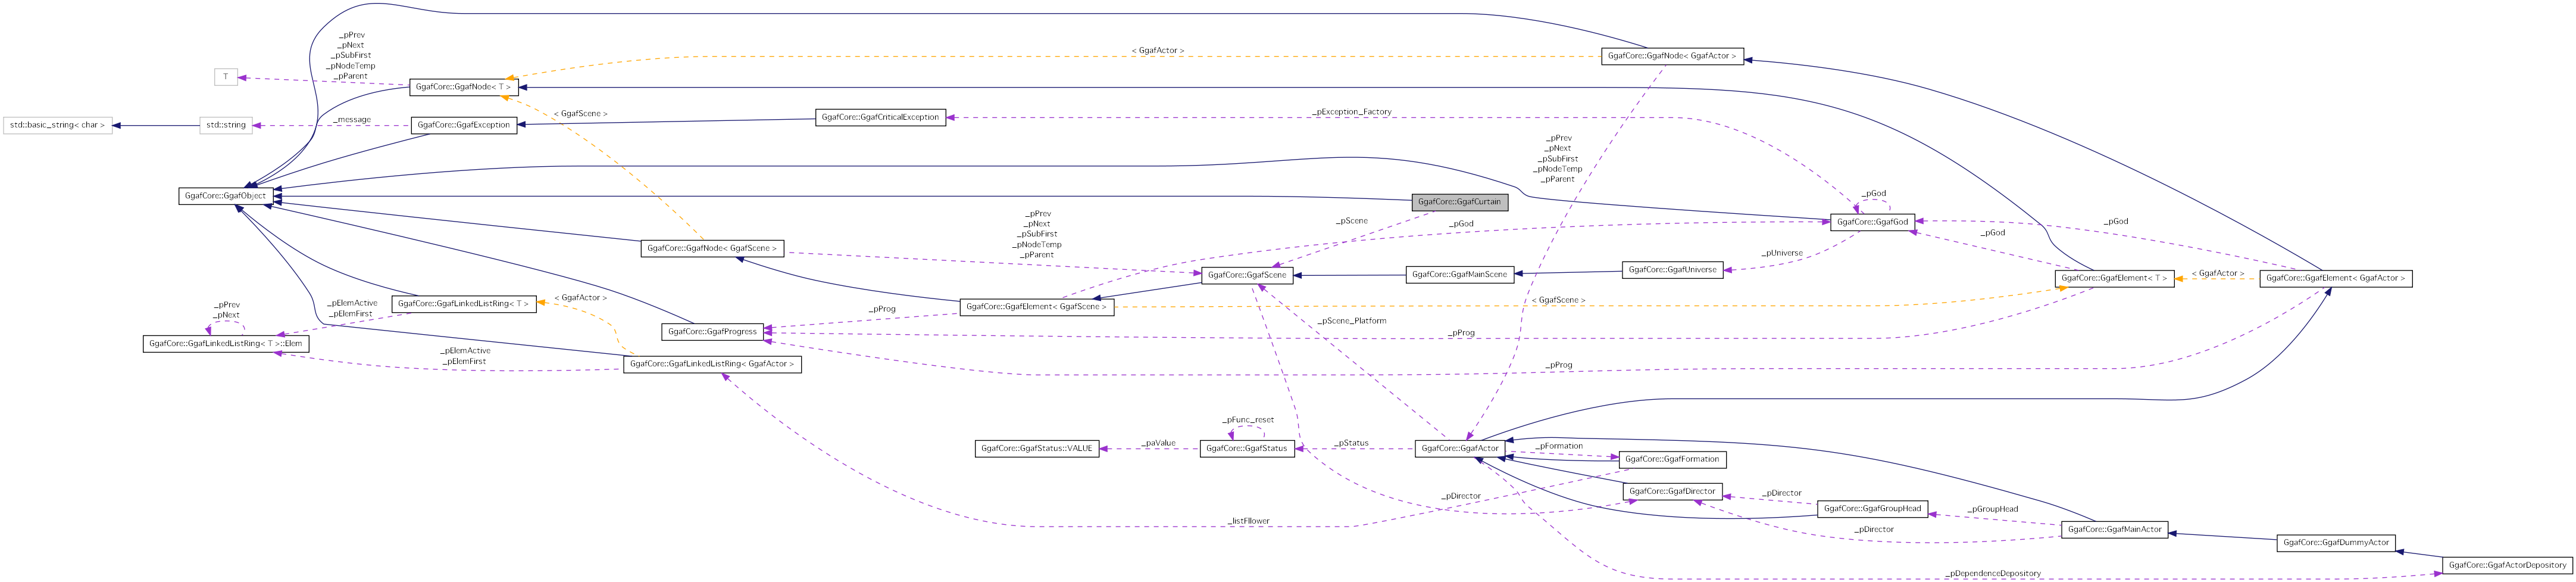 _pPrev
_pNext
_pSubFirst
_pNodeTemp
_pParent
T
GgafCore::GgafNode< T >
< GgafActor >
GgafCore::GgafNode< GgafActor >
std::basic_string< char >
std::string
_message
GgafCore::GgafException
< GgafScene >
GgafCore::GgafCriticalException
_pException_Factory
_pPrev
_pNext
_pSubFirst
_pNodeTemp
_pParent
GgafCore::GgafObject
GgafCore::GgafCurtain
_pGod
GgafCore::GgafGod
_pPrev
_pNext
_pSubFirst
_pNodeTemp
_pParent
_pScene
_pGod
_pGod
_pGod
GgafCore::GgafNode< GgafScene >
_pUniverse
GgafCore::GgafScene
GgafCore::GgafMainScene
GgafCore::GgafUniverse
GgafCore::GgafElement< T >
< GgafActor >
GgafCore::GgafElement< GgafActor >
GgafCore::GgafLinkedListRing< T >
< GgafActor >
GgafCore::GgafElement< GgafScene >
< GgafScene >
_pPrev
_pNext
_pElemActive
_pElemFirst
_pProg
_pScene_Platform
GgafCore::GgafProgress
_pProg
GgafCore::GgafLinkedListRing< T >::Elem
_pElemActive
_pElemFirst
GgafCore::GgafLinkedListRing< GgafActor >
_pProg
_pFunc_reset
GgafCore::GgafStatus::VALUE
_paValue
GgafCore::GgafStatus
_pStatus
GgafCore::GgafActor
_pFormation
GgafCore::GgafFormation
_pDirector
GgafCore::GgafDirector
_pDirector
GgafCore::GgafGroupHead
_pGroupHead
_listFllower
_pDirector
GgafCore::GgafMainActor
GgafCore::GgafDummyActor
GgafCore::GgafActorDepository
_pDependenceDepository